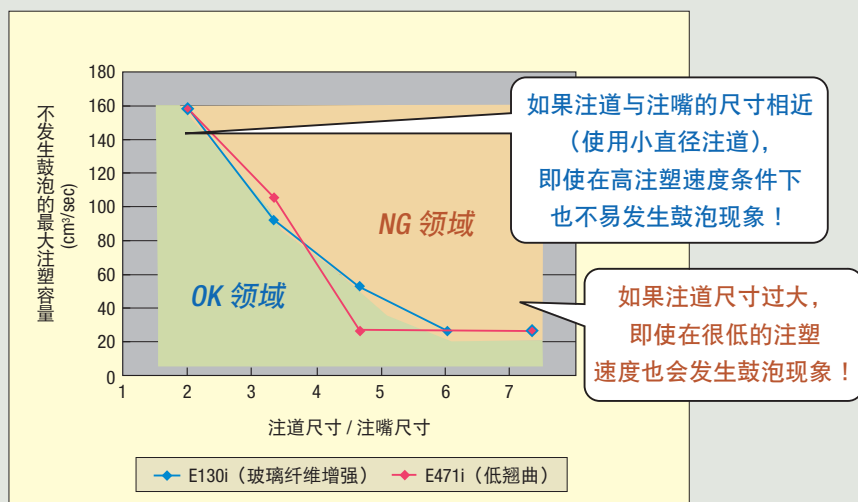 不发生鼓泡的最大注塑容量
(cm³/sec)
180
160
140
120
100
80
60
40
20
0
1
2
3
4
5
6
7
注道尺寸 / 注嘴尺寸
OK 领域
NG 领域
如果注道与注嘴的尺寸相近
（使用小直径注道），
即使在高注塑速度条件下
也不易发生鼓泡现象！
如果注道尺寸过大，
即使在很低的注塑
速度也会发生鼓泡现象！
E130i（玻璃纤维增强） E471i（低翘曲）